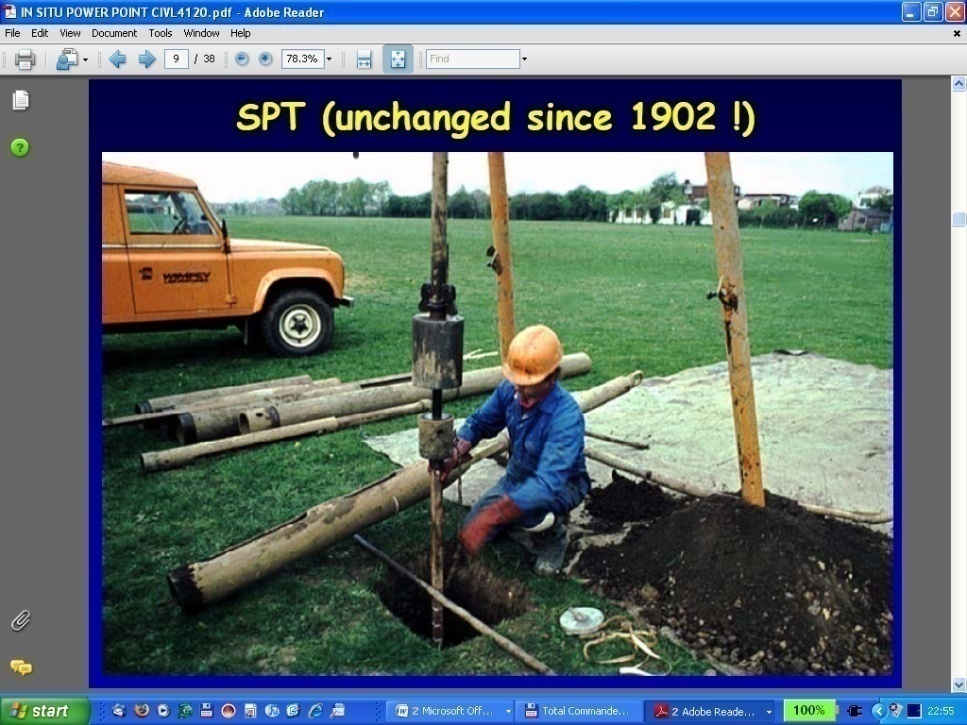 IN SITU POWER POINT CIVL4120.pdf - Adobe Reader
File Edit View Document Tools Window Help
9 / 38 78.3% Find
SPT (unchanged since 1902 !)
WIMPEY
start 2 Microsoft Off... Total Commande... 2 Adobe Reade... 100% 22:55